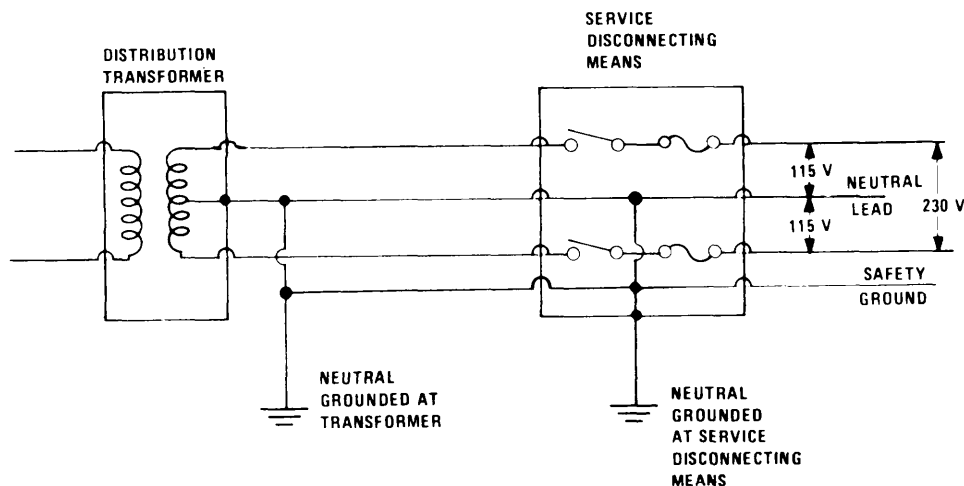 SERVICE
DISCONNECTING
MEANS
DISTRIBUTION
TRANSFORMER
115 V
NEUTRAL
LEAD
230 V
115 V
SAFETY
GROUND
NEUTRAL
GROUNDED AT
TRANSFORMER
NEUTRAL
GROUNDED
AT SERVICE
DISCONNECTING
MEANS